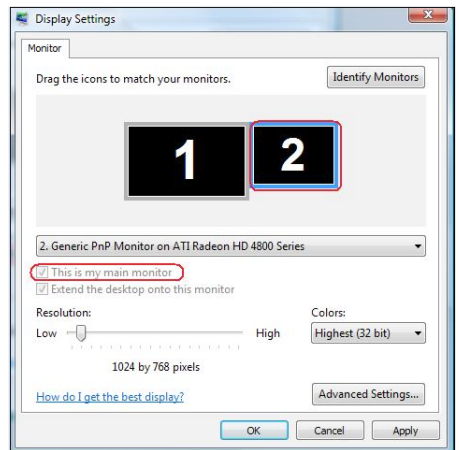 Display Settings
Monitor
Drag the icons to match your monitors.
Identify Monitors
1
2
2. Generic PnP Monitor on ATI Radeon HD 4800 Series
This is my main monitor
Extend the desktop onto this monitor
Resolution:
Colors:
Low
High
Highest (32 bit)
1024 by 768 pixels
How do I get the best display?
Advanced Settings...
OK
Cancel
Apply